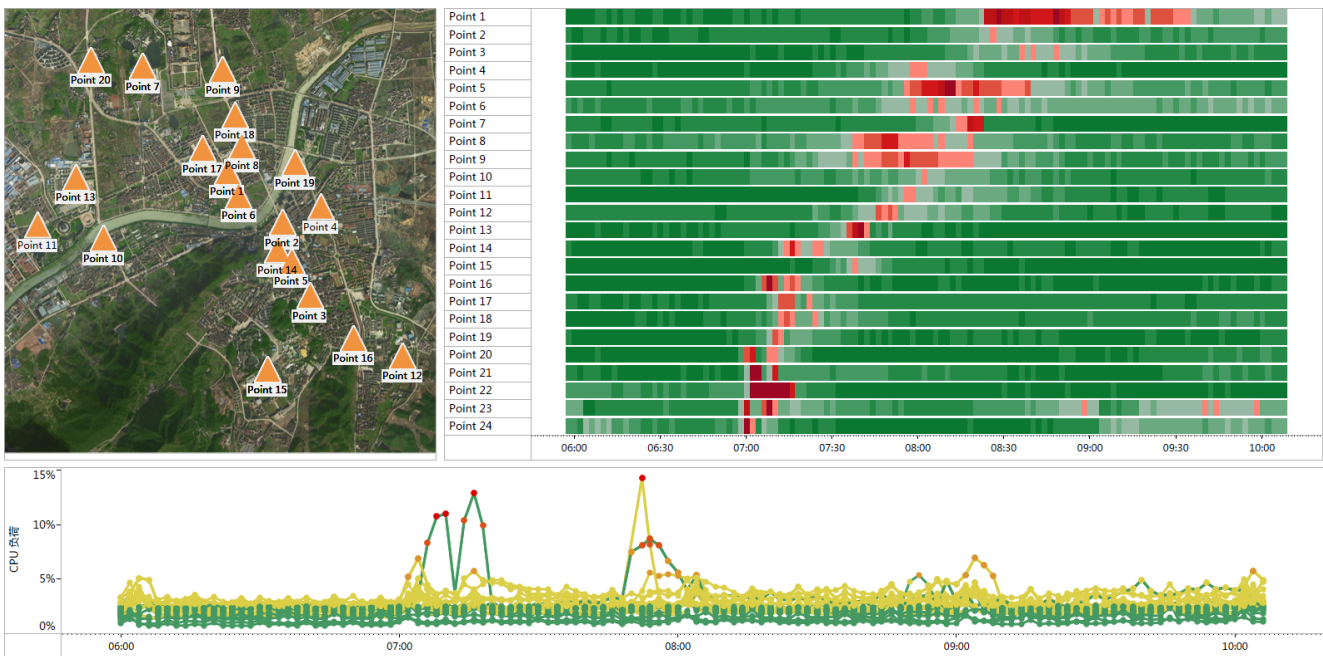 Point 20
Point 7
Point 9
Point 18
Point 17
Point 8
Point 13
Point 1
Point 19
Point 6
Point 4
Point 11
Point 10
Point 2
Point 14
Point 5
Point 3
Point 16
Point 15
Point 12
Point 1
Point 2
Point 3
Point 4
Point 5
Point 6
Point 7
Point 8
Point 9
Point 10
Point 11
Point 12
Point 13
Point 14
Point 15
Point 16
Point 17
Point 18
Point 19
Point 20
Point 21
Point 22
Point 23
Point 24
06:00 06:30 07:00 07:30 08:00 08:30 09:00 09:30 10:00
CPU 负荷
15%
10%
5%
0%
06:00 07:00 08:00 09:00 10:00